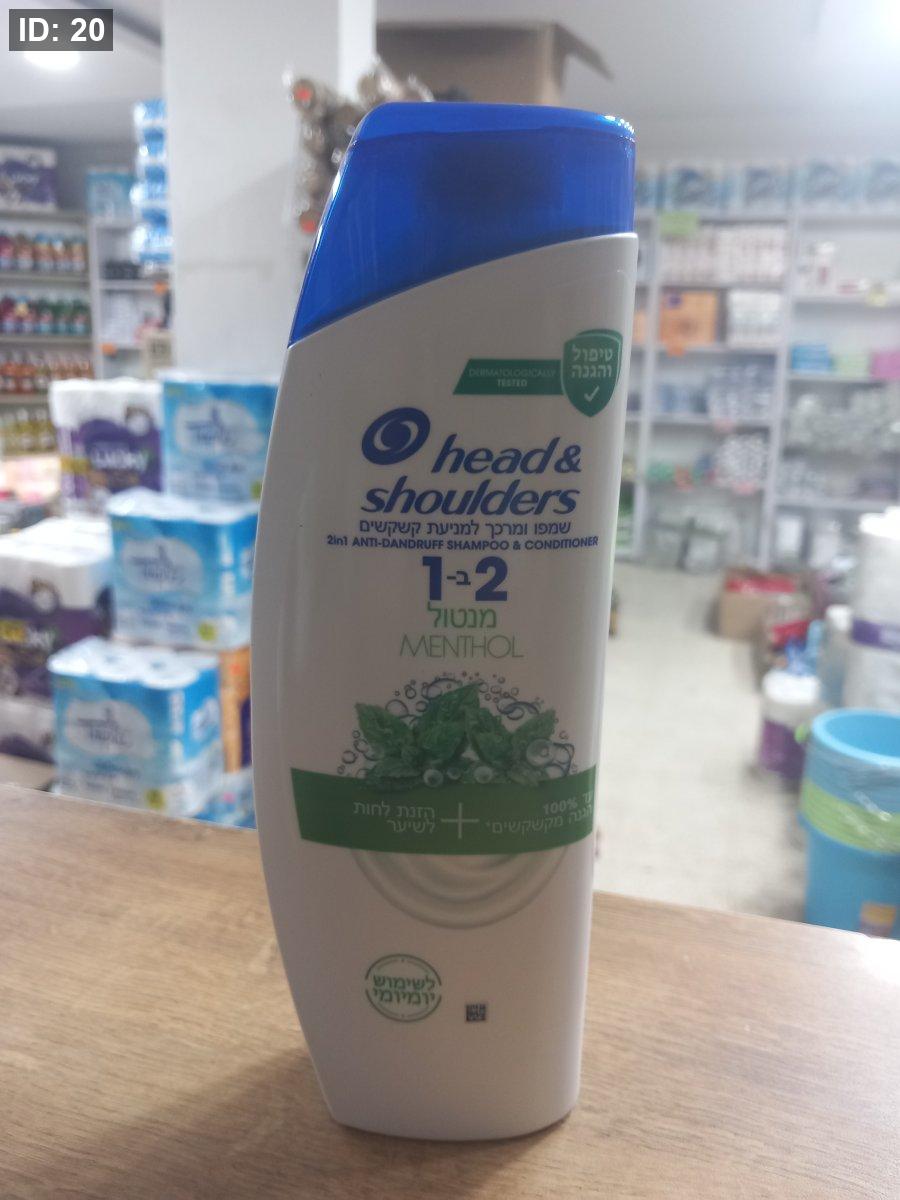 ID: 20
DERMATOLOGICALLY
TESTED
טיפול
והגנה
head &
shoulders
שמפו ומרכך למניעת קשקשים
2in1 ANTI-DANDRUFF SHAMPOO & CONDITIONER
2 ב-1
מנטול
MENTHOL
עד 100%
הגנה מקשקשים*
+
הזנת לחות
לשיער
לשימוש
יומיומי